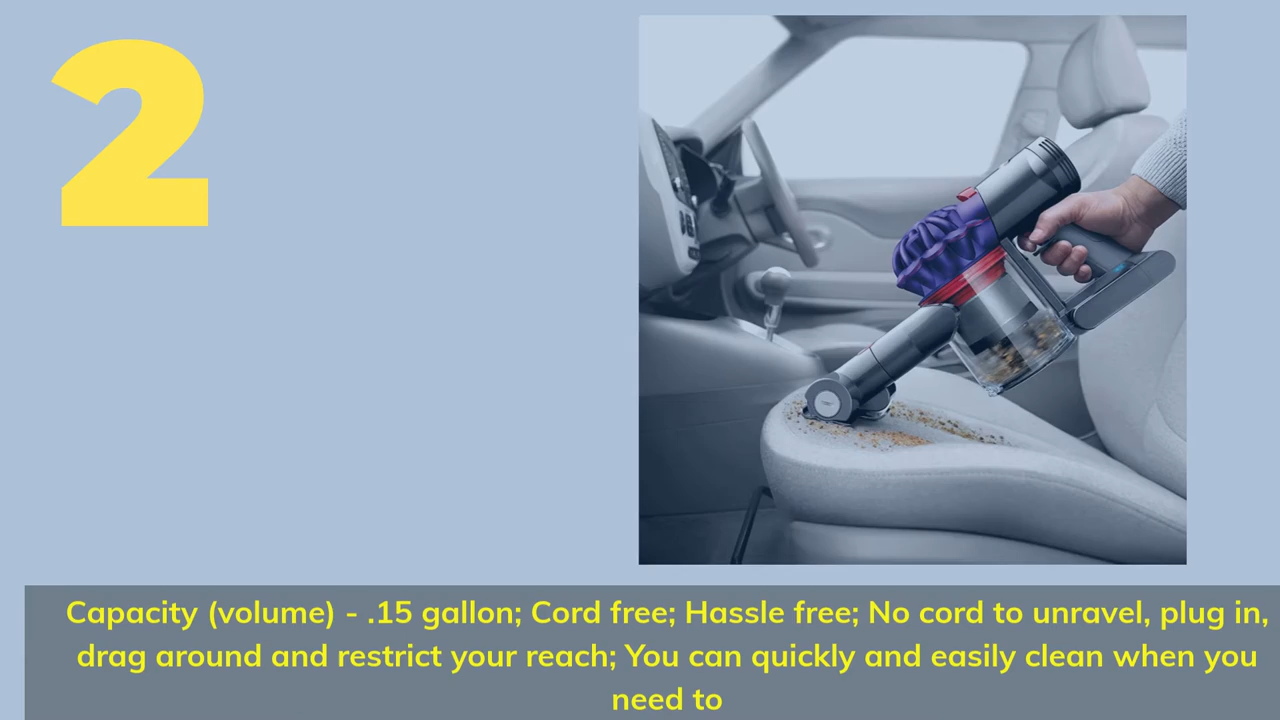 2
Capacity (volume) - .15 gallon; Cord free; Hassle free; No cord to unravel, plug in,
drag around and restrict your reach; You can quickly and easily clean when you
need to